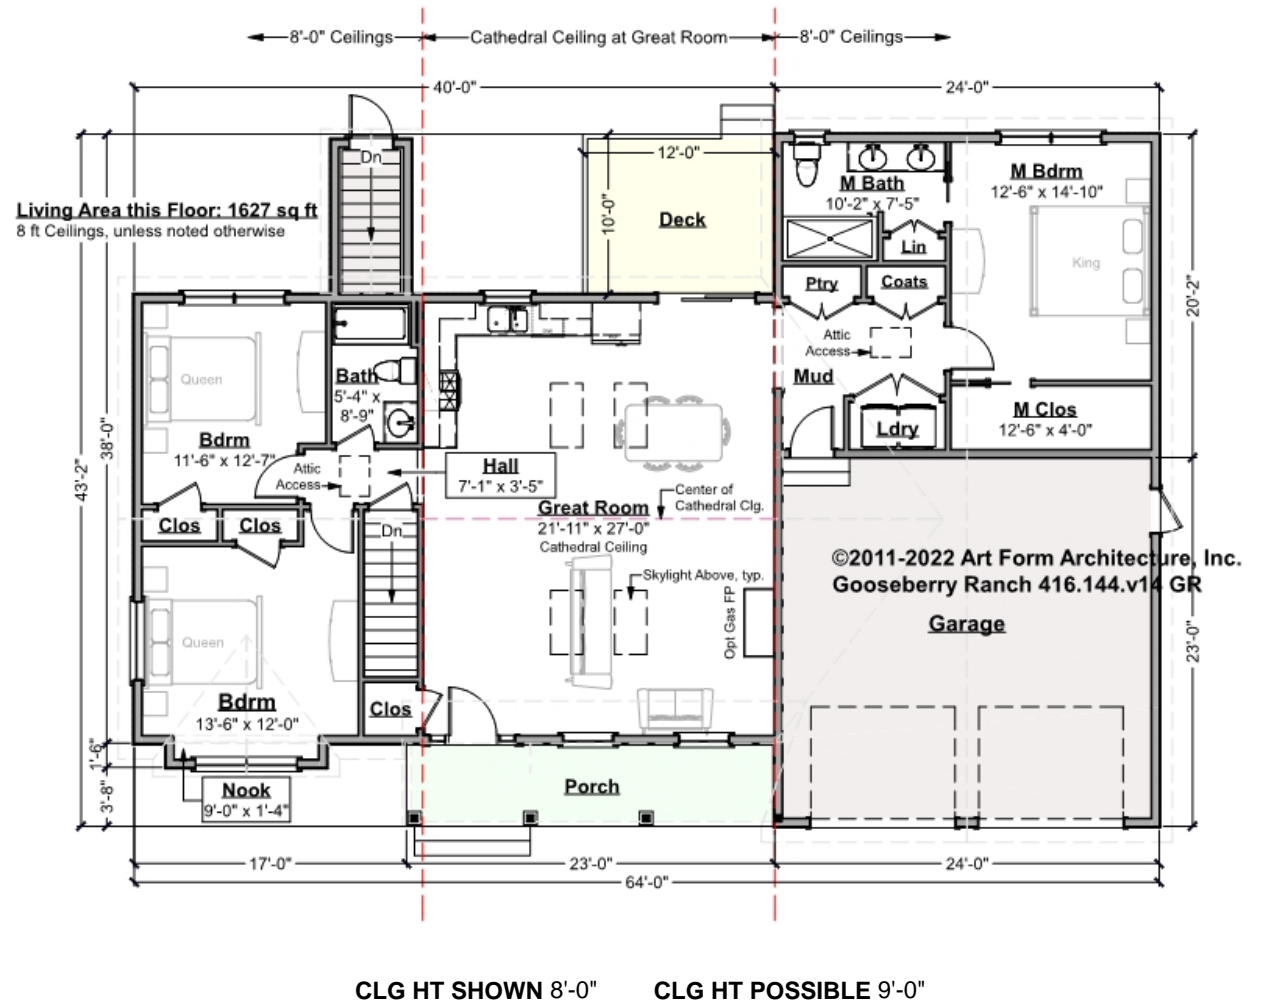 8'-0" Ceilings
Cathedral Ceiling at Great Room
8'-0" Ceilings
40'-0"
24'-0"
Dn
12'-0"
M Bath
10'-2" x 7'-5"
M Bdrm
12'-6" x 14'-10"
Living Area this Floor: 1627 sq ft
8 ft Ceilings, unless noted otherwise
10'-0"
Deck
Lin
King
Ptry
Coats
20'-2"
Attic
Access
Mud
Queen
Bath
5'-4" x
8'-9"
M Clos
12'-6" x 4'-0"
Ldry
38'-0"
43'-2"
Bdrm
11'-6" x 12'-7"
Attic
Access
Hall
7'-1" x 3'-5"
Center of
Cathedral Clg.
Great Room
21'-11" x 27'-0"
Cathedral Ceiling
Clos
Clos
Dn
©2011-2022 Art Form Architecture, Inc.
Gooseberry Ranch 416.144.v14 GR
Skylight Above, typ.
Opt Gas FP
Garage
23'-0"
Queen
Bdrm
13'-6" x 12'-0"
Clos
1'-6"
3'-8"
Nook
9'-0" x 1'-4"
Porch
17'-0"
23'-0"
24'-0"
64'-0"
CLG HT SHOWN 8'-0" CLG HT POSSIBLE 9'-0"